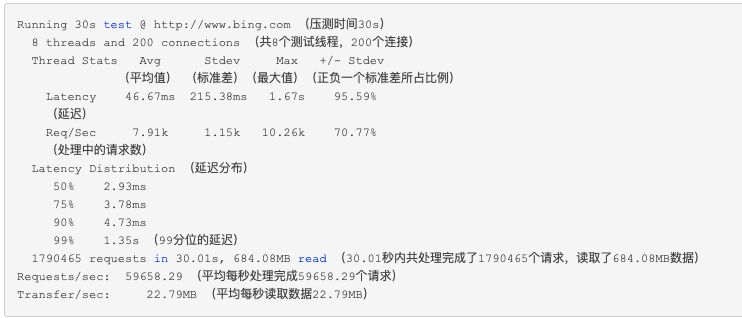 Running 30s test @ http://www.bing.com （压测时间30s）
8 threads and 200 connections （共8个测试线程，200个连接）
Thread Stats Avg Stdev Max +/- Stdev
（平均值） （标准差）（最大值）（正负一个标准差所占比例）
Latency 46.67ms 215.38ms 1.67s 95.59%
（延迟）
Req/Sec 7.91k 1.15k 10.26k 70.77%
（处理中的请求数）
Latency Distribution （延迟分布）
50% 2.93ms
75% 3.78ms
90% 4.73ms
99% 1.35s （99分位的延迟）
1790465 requests in 30.01s, 684.08MB read （30.01秒内共处理完成了1790465个请求，读取了684.08MB数据）
Requests/sec: 59658.29 （平均每秒处理完成59658.29个请求）
Transfer/sec: 22.79MB （平均每秒读取数据22.79MB）